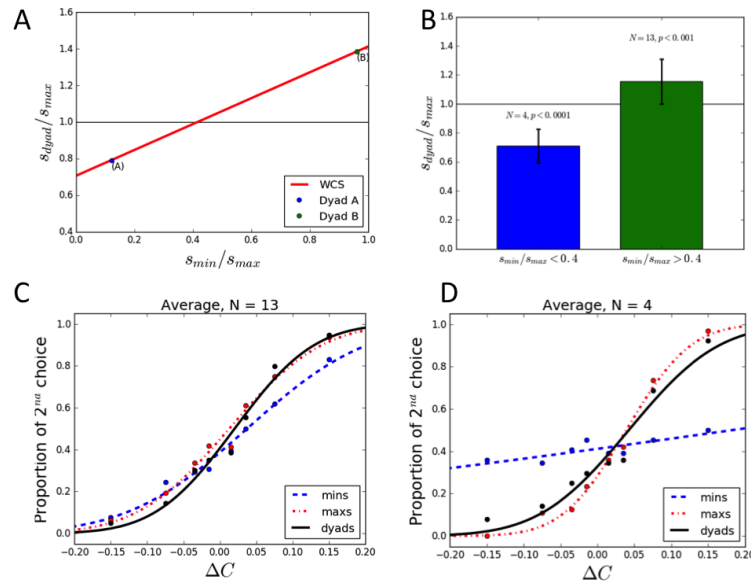 A
1.6
1.4
1.2
1.0
0.8
0.6
0.4
0.0
0.2
0.4
0.6
0.8
1.0
s_dyad/s_max
s_min/s_max
(A)
(B)
WCS
Dyad A
Dyad B
B
1.6
1.4
1.2
1.0
0.8
0.6
0.4
0.2
0.0
s_dyad/s_max
N = 4, p < 0.0001
N = 13, p < 0.001
s_min/s_max < 0.4
s_min/s_max > 0.4
C
Average, N = 13
Proportion of 2nd choice
1.0
0.8
0.6
0.4
0.2
0.0
−0.20 −0.15 −0.10 −0.05 0.00 0.05 0.10 0.15 0.20
ΔC
mins
maxs
dyads
D
Average, N = 4
Proportion of 2nd choice
1.0
0.8
0.6
0.4
0.2
0.0
−0.20 −0.15 −0.10 −0.05 0.00 0.05 0.10 0.15 0.20
ΔC
mins
maxs
dyads